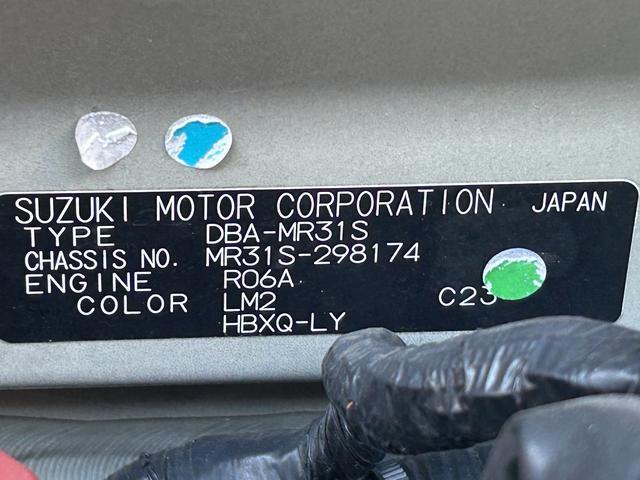 SUZUKI MOTOR CORPORATION JAPAN
TYPE DBA-MR31S
CHASSIS NO. MR31S-298174
ENGINE R06A
COLOR LM2 C23
HBXQ-LY